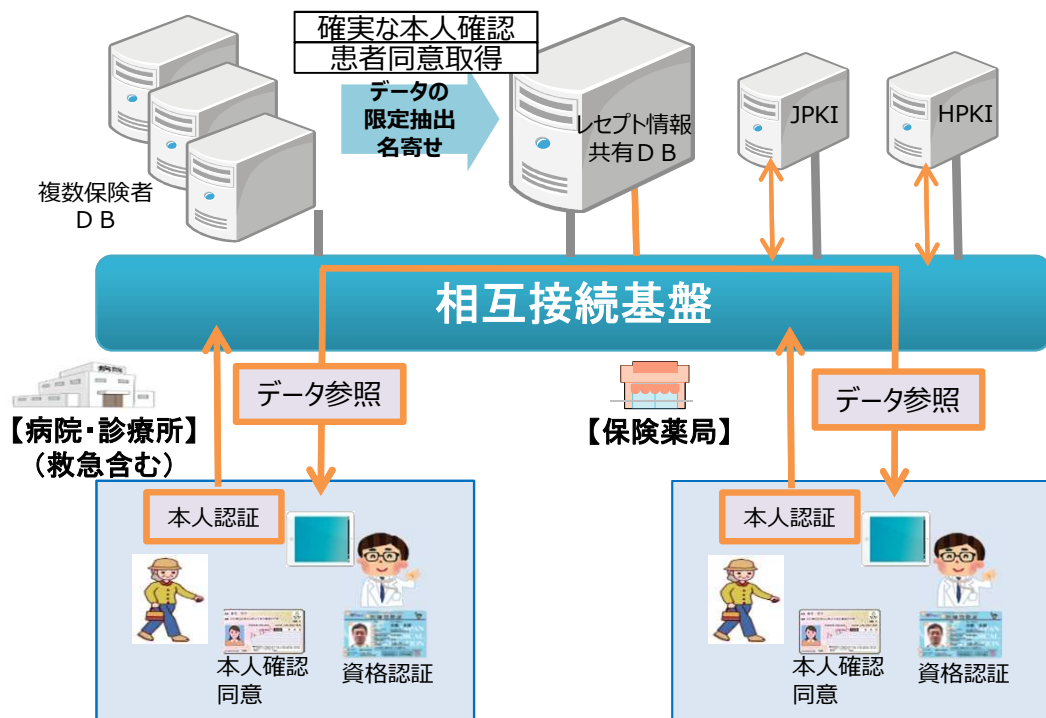 確実な本人確認
患者同意取得
データの
限定抽出
名寄せ
複数保険者
ＤＢ
レセプト情報
共有ＤＢ
JPKI
HPKI
相互接続基盤
データ参照
【病院・診療所】
（救急含む）
【保険薬局】
データ参照
本人認証
本人確認
同意
資格認証
本人認証
本人確認
同意
資格認証